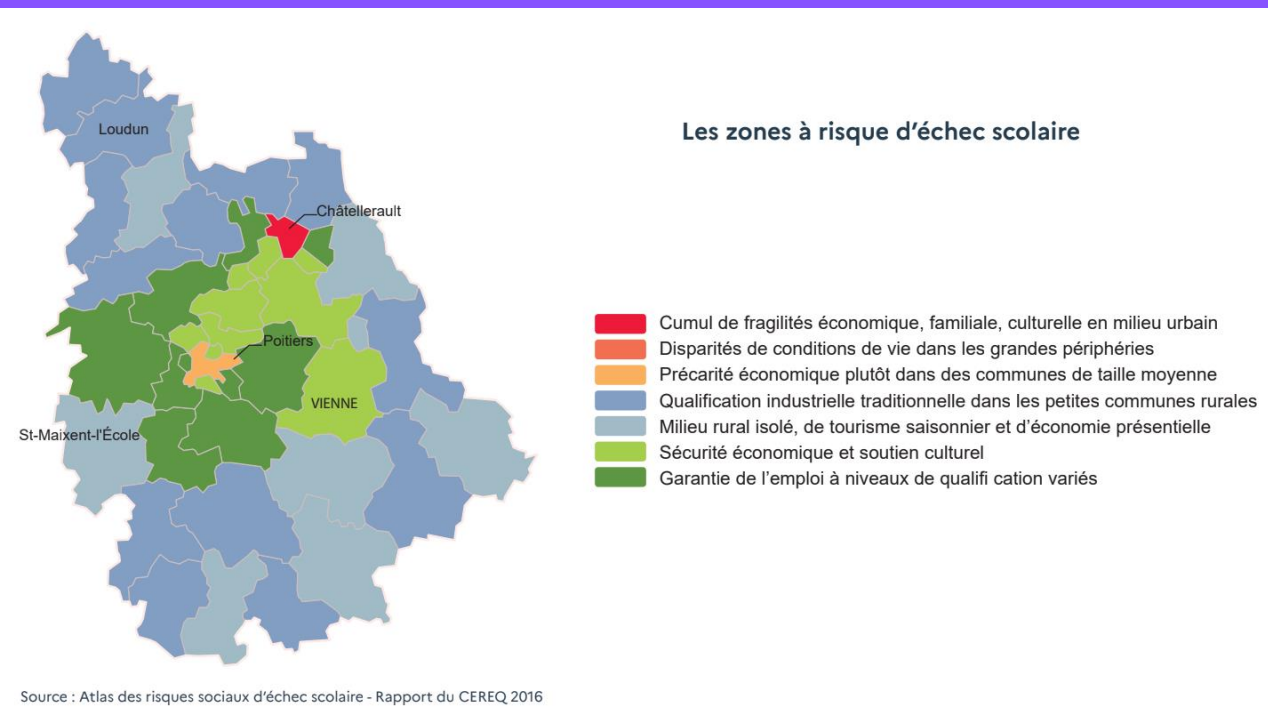 Les zones à risque d'échec scolaire
Loudun
Châtellerault
Poitiers
VIENNE
St-Maixent-l'École
Cumul de fragilités économique, familiale, culturelle en milieu urbain
Disparités de conditions de vie dans les grandes périphéries
Précarité économique plutôt dans des communes de taille moyenne
Qualification industrielle traditionnelle dans les petites communes rurales
Milieu rural isolé, de tourisme saisonnier et d'économie présentielle
Sécurité économique et soutien culturel
Garantie de l'emploi à niveaux de qualifi cation variés
Source : Atlas des risques sociaux d'échec scolaire - Rapport du CEREQ 2016